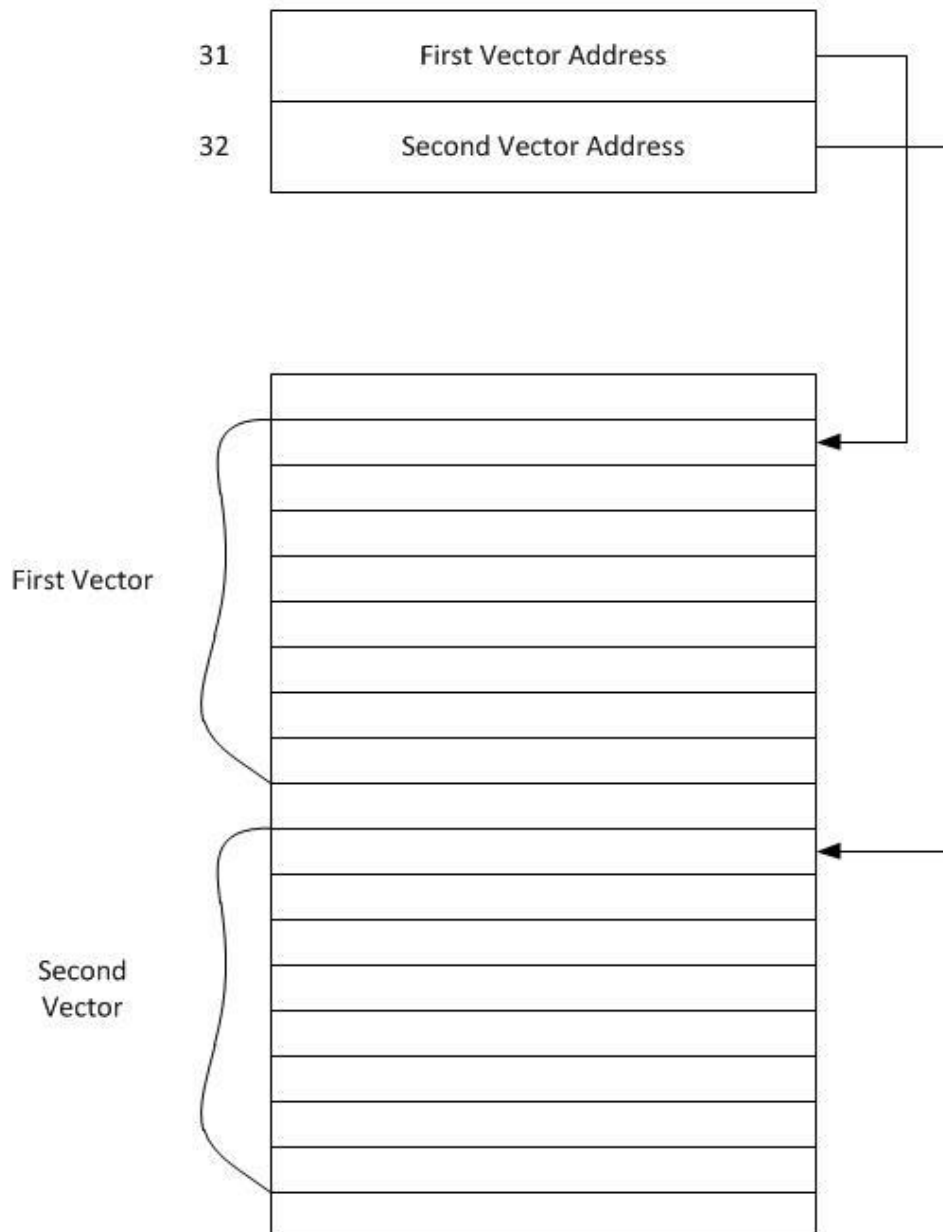 31
First Vector Address
32
Second Vector Address
First Vector
Second
Vector